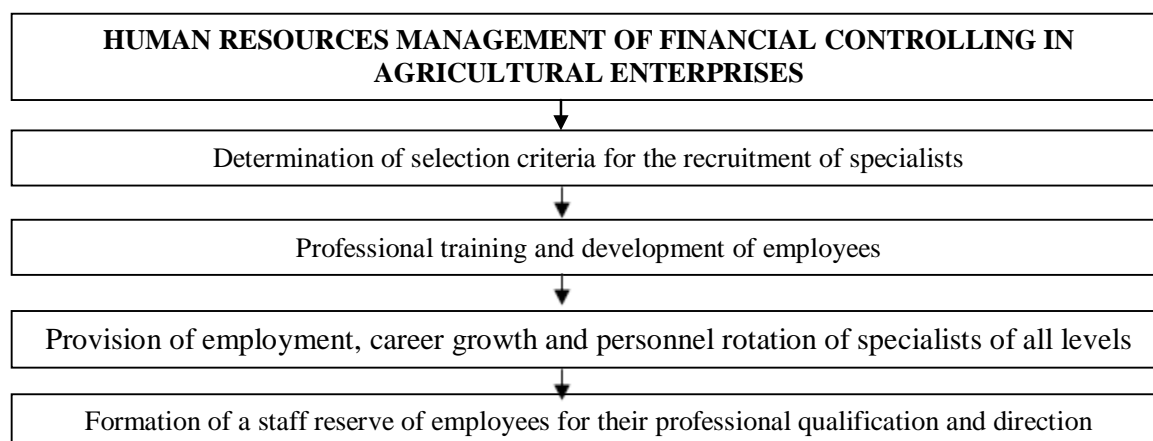 HUMAN RESOURCES MANAGEMENT OF FINANCIAL CONTROLLING IN
AGRICULTURAL ENTERPRISES
Determination of selection criteria for the recruitment of specialists
Professional training and development of employees
Provision of employment, career growth and personnel rotation of specialists of all levels
Formation of a staff reserve of employees for their professional qualification and direction